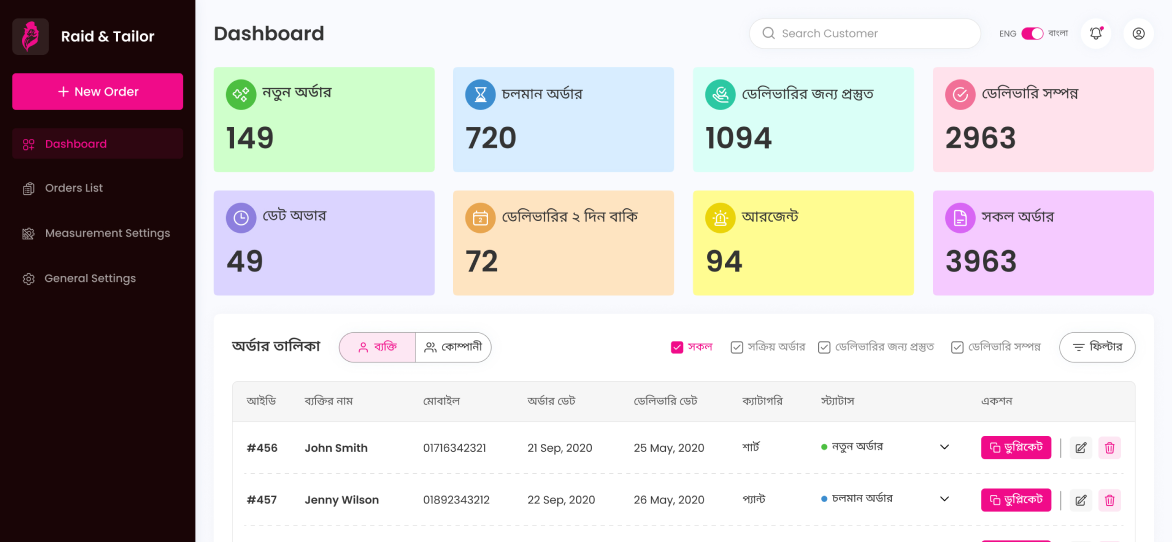 Raid & Tailor
New Order
Dashboard
Orders List
Measurement Settings
General Settings
Dashboard
Search Customer
ENG বাংলা
নতুন অর্ডার
149
চলমান অর্ডার
720
ডেলিভারির জন্য প্রস্তুত
1094
ডেলিভারি সম্পন্ন
2963
ডেট অভার
49
ডেলিভারির ২ দিন বাকি
72
আরজেন্ট
94
সকল অর্ডার
3963
অর্ডার তালিকা ব্যক্তি কোম্পানী সকল সক্রিয় অর্ডার ডেলিভারির জন্য প্রস্তুত ডেলিভারি সম্পন্ন ফিল্টার
আইডি ব্যক্তির নাম মোবাইল অর্ডার ডেট ডেলিভারি ডেট ক্যাটাগরি স্ট্যাটাস একশন
#456 John Smith 01716342321 21 Sep, 2020 25 May, 2020 শার্ট নতুন অর্ডার ডুপ্লিকেট
#457 Jenny Wilson 01892343212 22 Sep, 2020 26 May, 2020 প্যান্ট চলমান অর্ডার ডুপ্লিকেট